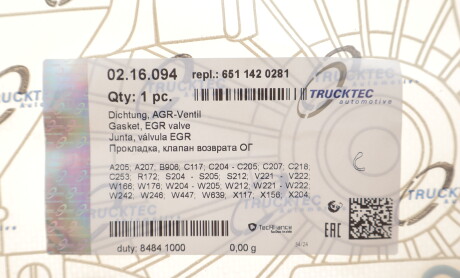 02.16.094 repl.: 651 142 0281
Qty: 1 pc.
TRUCKTEC
automotive
Dichtung, AGR-Ventil
Gasket, EGR valve
Junta, válvula EGR
Прокладка, клапан возврата ОГ
A205, A207, B906, C117, C204 - C205, C207, C218,
C253, R172, S204 - S205, S212, V221 - V222,
W166, W176, W204 - W205, W212, W221 - W222,
W242, W246, W447, W639, X117, X156, X204,
TecAlliance
duty: 8484 1000 0,00 g
EAC
TRUCKTEC
TRUCKTEC